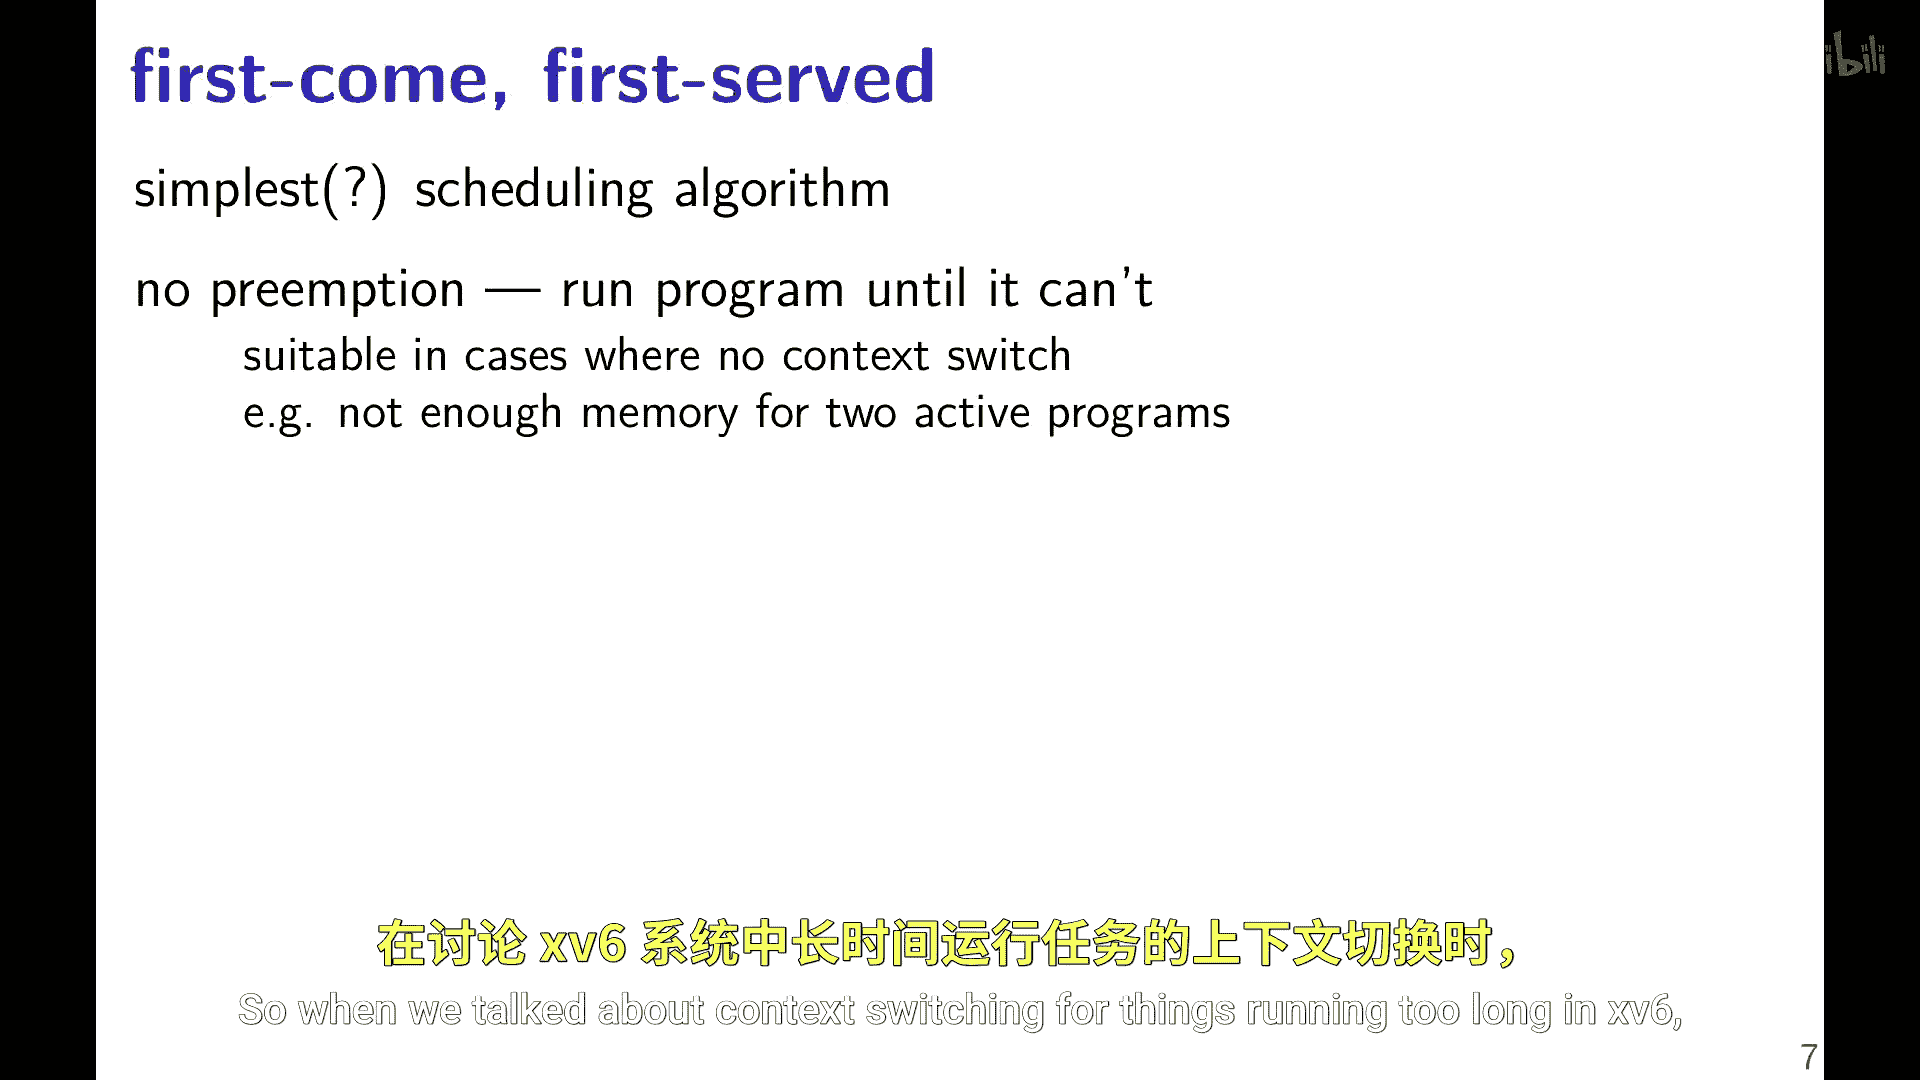 first-come, first-served
simplest(?) scheduling algorithm
no preemption — run program until it can't
suitable in cases where no context switch
e.g. not enough memory for two active programs
在讨论 xv6 系统中长时间运行任务的上下文切换时，
So when we talked about context switching for things running too long in xv6,
7